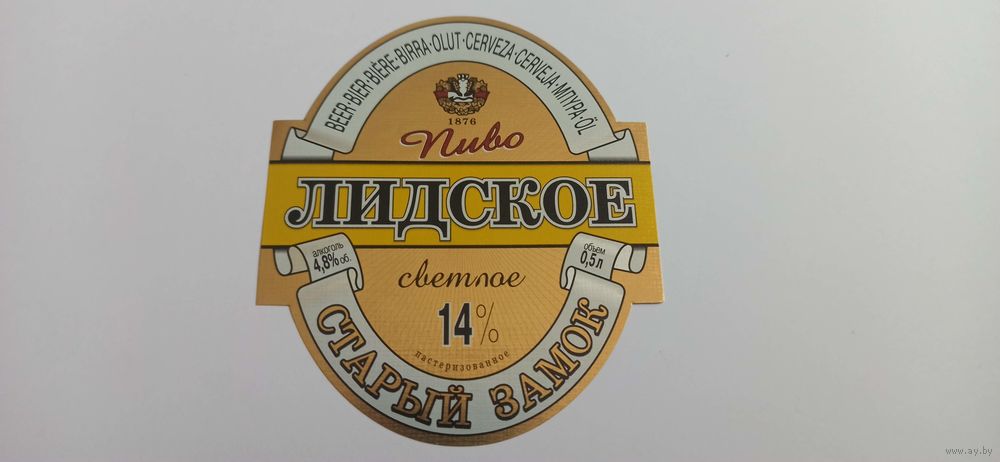 BEER·BIER·BIÈRE·BIRRA·OLUT·CERVEZA·CERVEJA·МПУРА·ÖL
1876
Пиво
ЛИДСКОЕ
алкоголь
4,8% об.
объем
0,5 л
светлое
14%
пастеризованное
СТАРЫЙ ЗАМОК
www.ay.by